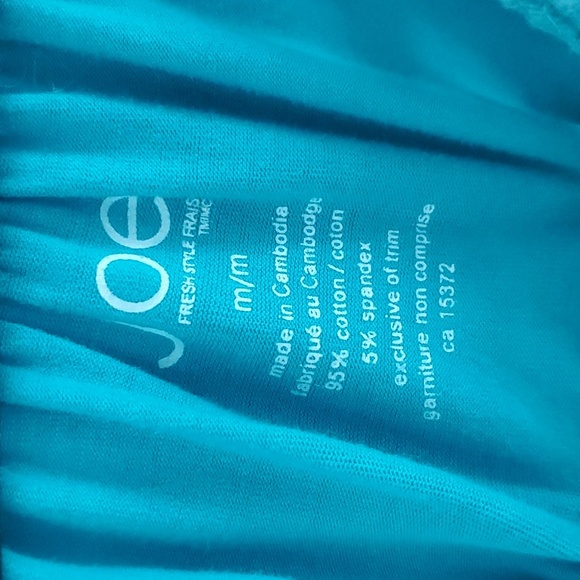 Joe
FRESH STYLE FRAIS
TM/MC
m/m
made in Cambodia
fabriqué au Cambodge
95% cotton / coton
5% spandex
exclusive of trim
garniture non comprise
ca 15372